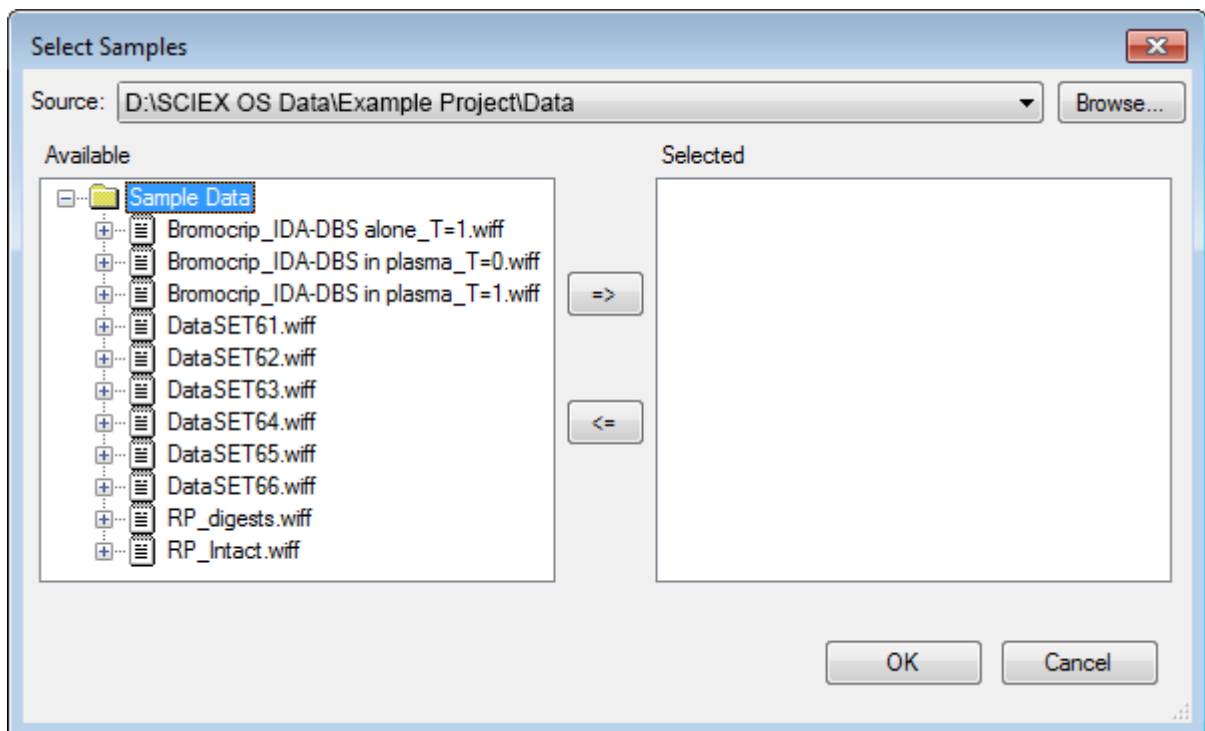 Select Samples
Source: D:\SCIEX OS Data\Example Project\Data Browse...
Available Selected
Sample Data
Bromocrip_IDA-DBS alone_T=1.wiff
Bromocrip_IDA-DBS in plasma_T=0.wiff
Bromocrip_IDA-DBS in plasma_T=1.wiff
=>
DataSET61.wiff
DataSET62.wiff
DataSET63.wiff
DataSET64.wiff
<=
DataSET65.wiff
DataSET66.wiff
RP_digests.wiff
RP_Intact.wiff
OK Cancel